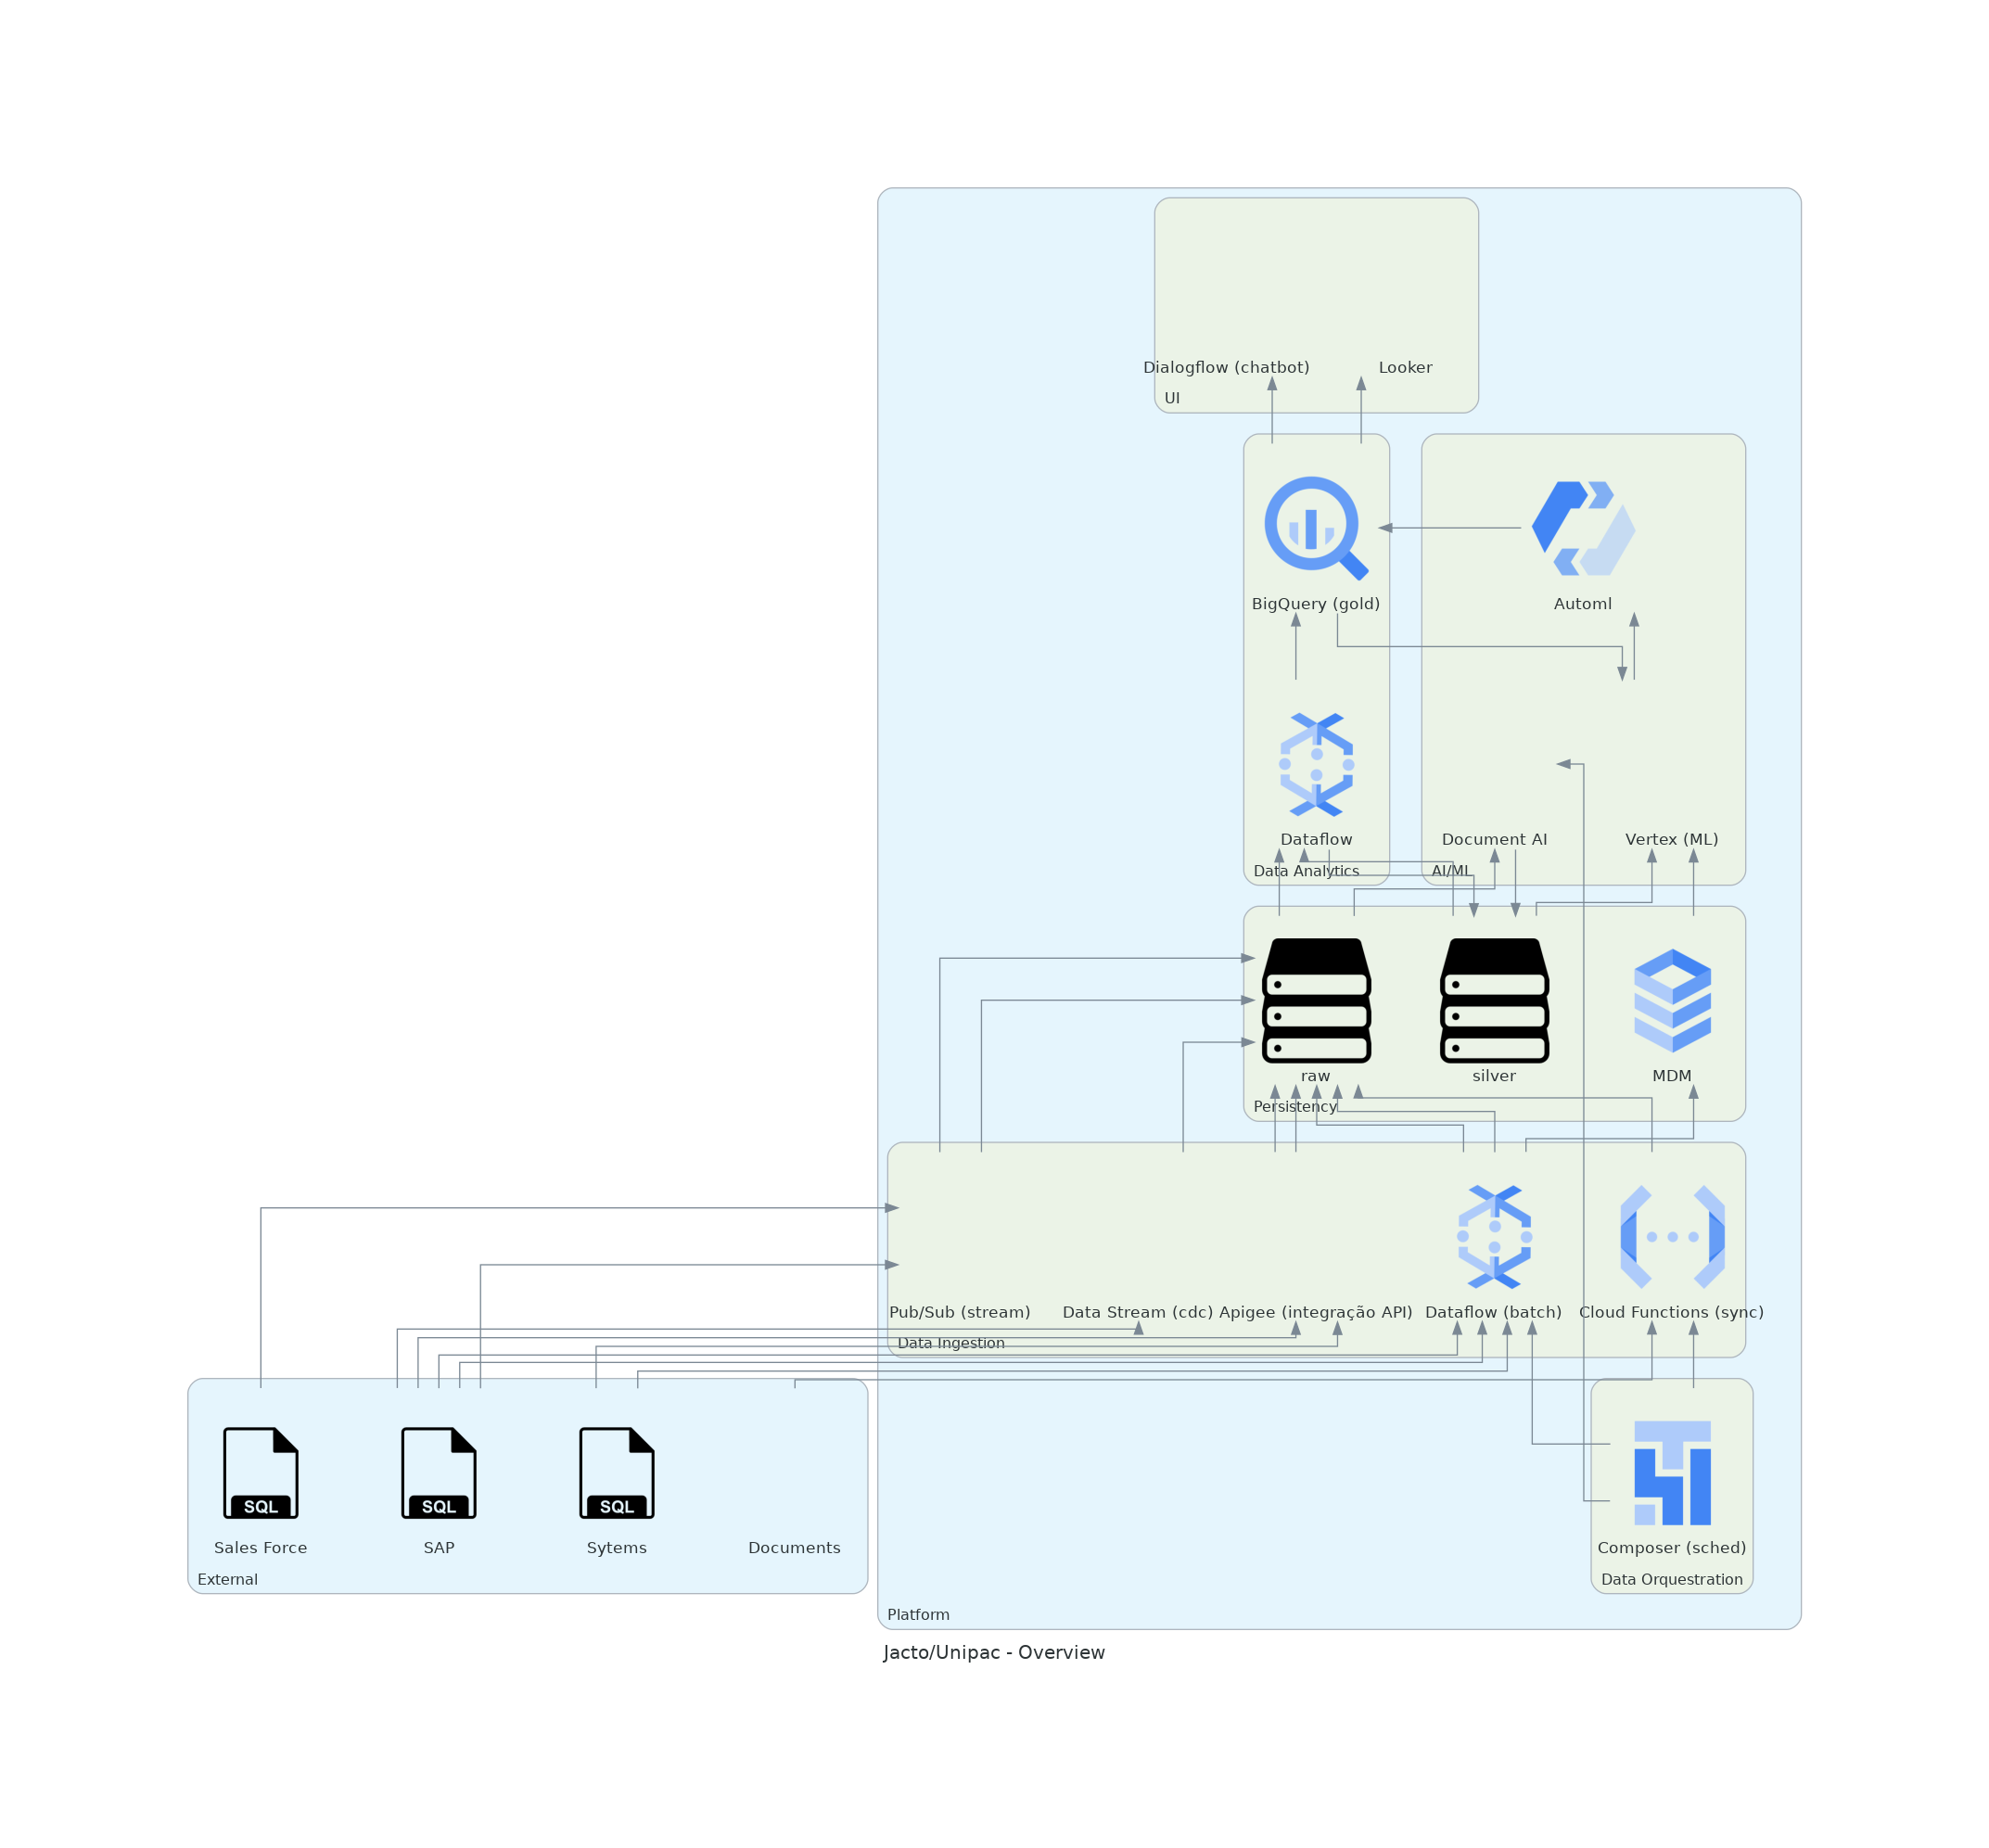 Dialogflow (chatbot)
Looker
UI
BigQuery (gold)
Automl
Dataflow
Document AI
Vertex (ML)
Data Analytics
AI/ML
raw
silver
MDM
Persistency
Pub/Sub (stream)
Data Stream (cdc)
Apigee (integração API)
Dataflow (batch)
Cloud Functions (sync)
Data Ingestion
SQL
SQL
SQL
Sales Force
SAP
Sytems
Documents
Composer (sched)
External
Data Orquestration
Platform
Jacto/Unipac - Overview